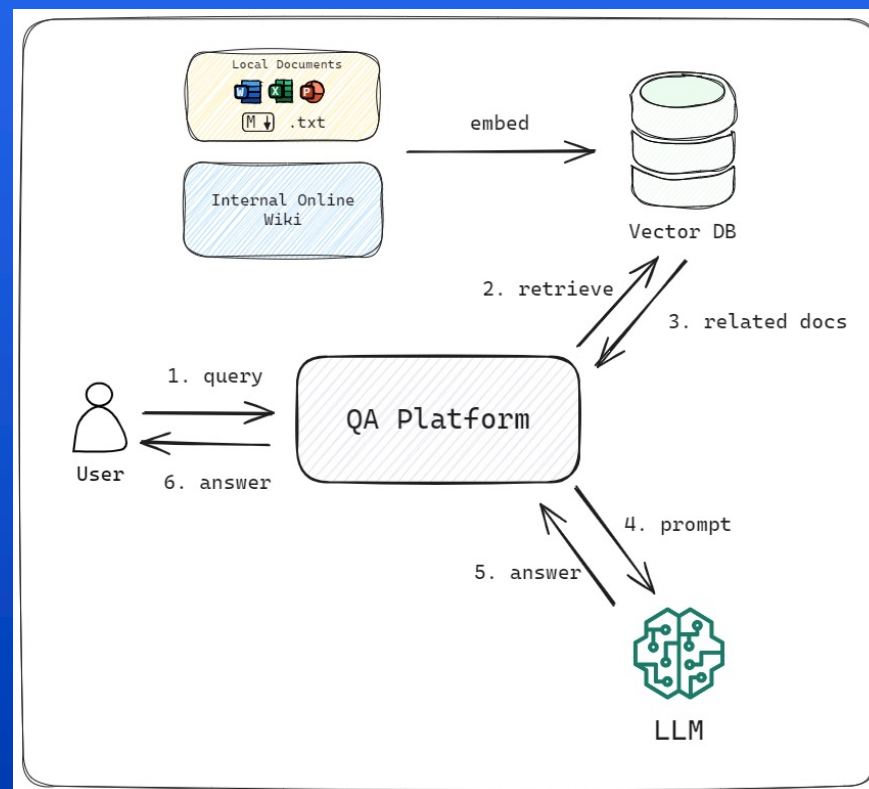 Local Documents
W X P
M↓ .txt
embed
Internal Online
Wiki
Vector DB
2. retrieve
3. related docs
1. query
QA Platform
User
6. answer
4. prompt
5. answer
LLM